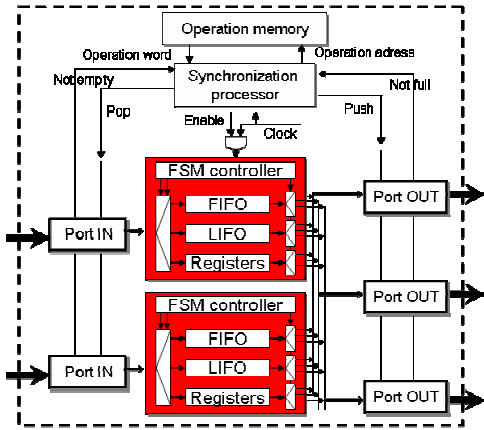 Operation memory
Operation word
Operation adress
Not empty
Synchronization
processor
Not full
Pop
Push
Enable
Clock
FSM controller
FIFO
LIFO
Registers
Port IN
Port OUT
Port OUT
FSM controller
FIFO
LIFO
Registers
Port IN
Port OUT